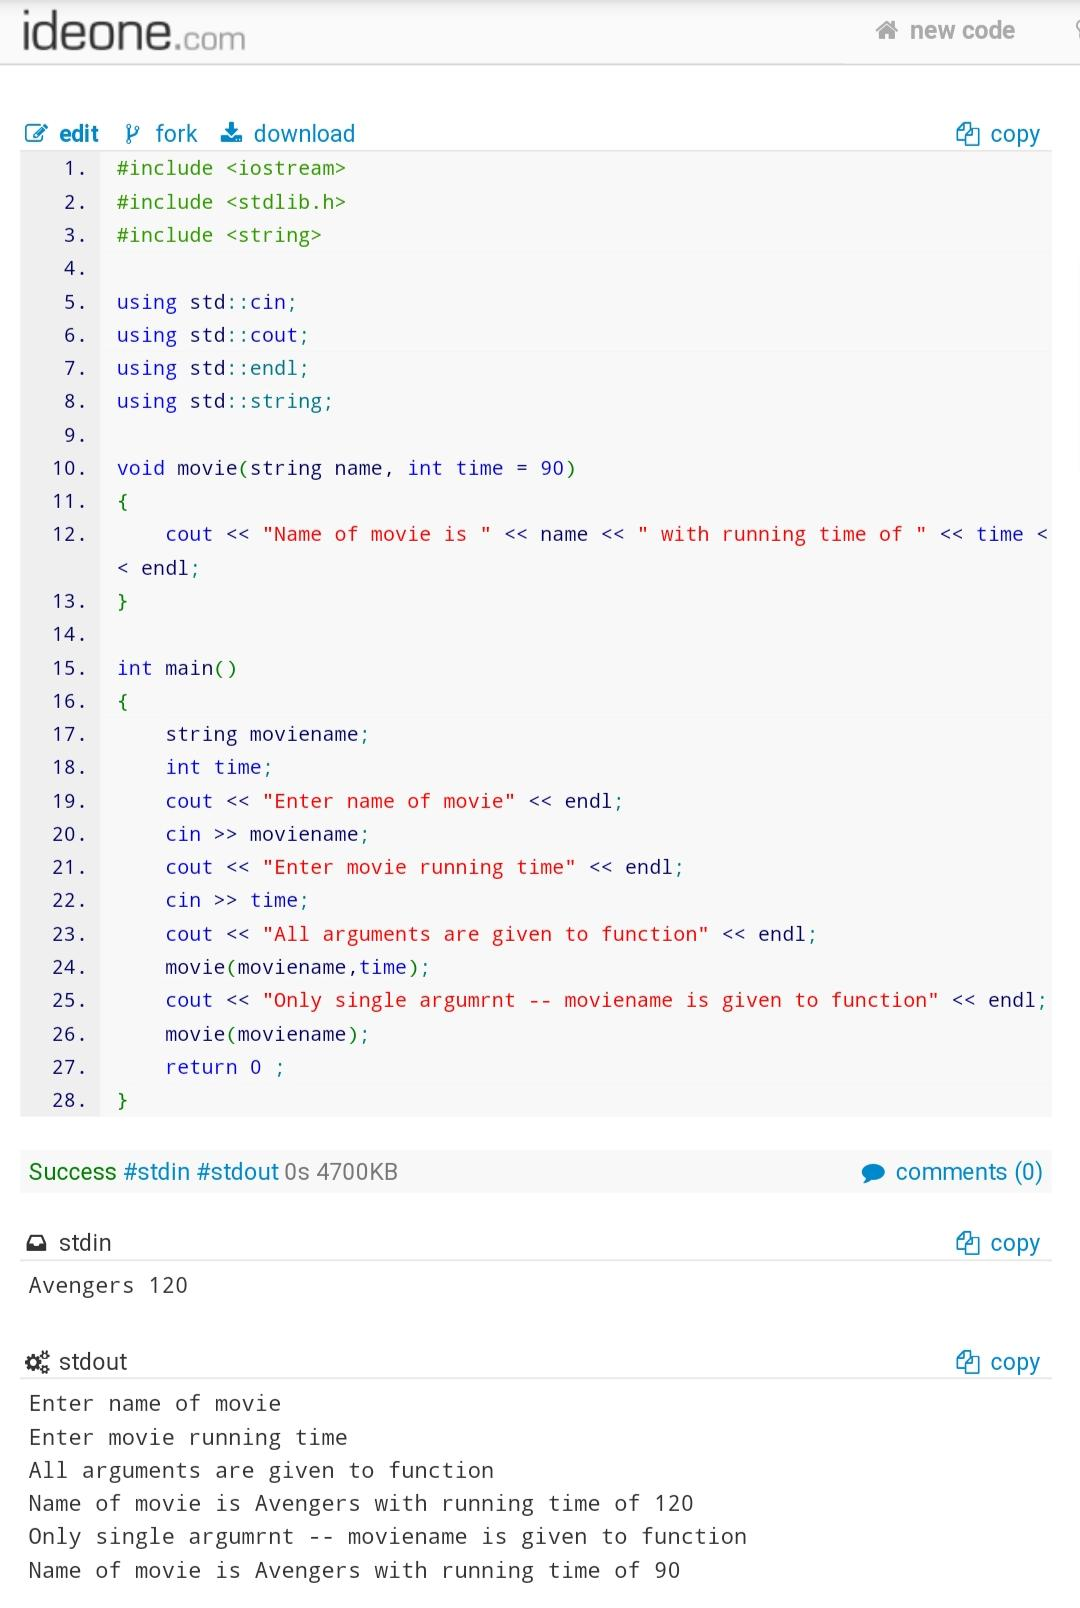 ideone.com
new code
edit fork download copy
1. #include <iostream>
2. #include <stdlib.h>
3. #include <string>
4.
5. using std::cin;
6. using std::cout;
7. using std::endl;
8. using std::string;
9.
10. void movie(string name, int time = 90)
11. {
12.     cout << "Name of movie is " << name << " with running time of " << time <
< endl;
13. }
14.
15. int main()
16. {
17.     string moviename;
18.     int time;
19.     cout << "Enter name of movie" << endl;
20.     cin >> moviename;
21.     cout << "Enter movie running time" << endl;
22.     cin >> time;
23.     cout << "All arguments are given to function" << endl;
24.     movie(moviename,time);
25.     cout << "Only single argumrnt -- moviename is given to function" << endl;
26.     movie(moviename);
27.     return 0 ;
28. }
Success #stdin #stdout 0s 4700KB
comments (0)
stdin copy
Avengers 120
stdout copy
Enter name of movie
Enter movie running time
All arguments are given to function
Name of movie is Avengers with running time of 120
Only single argumrnt -- moviename is given to function
Name of movie is Avengers with running time of 90